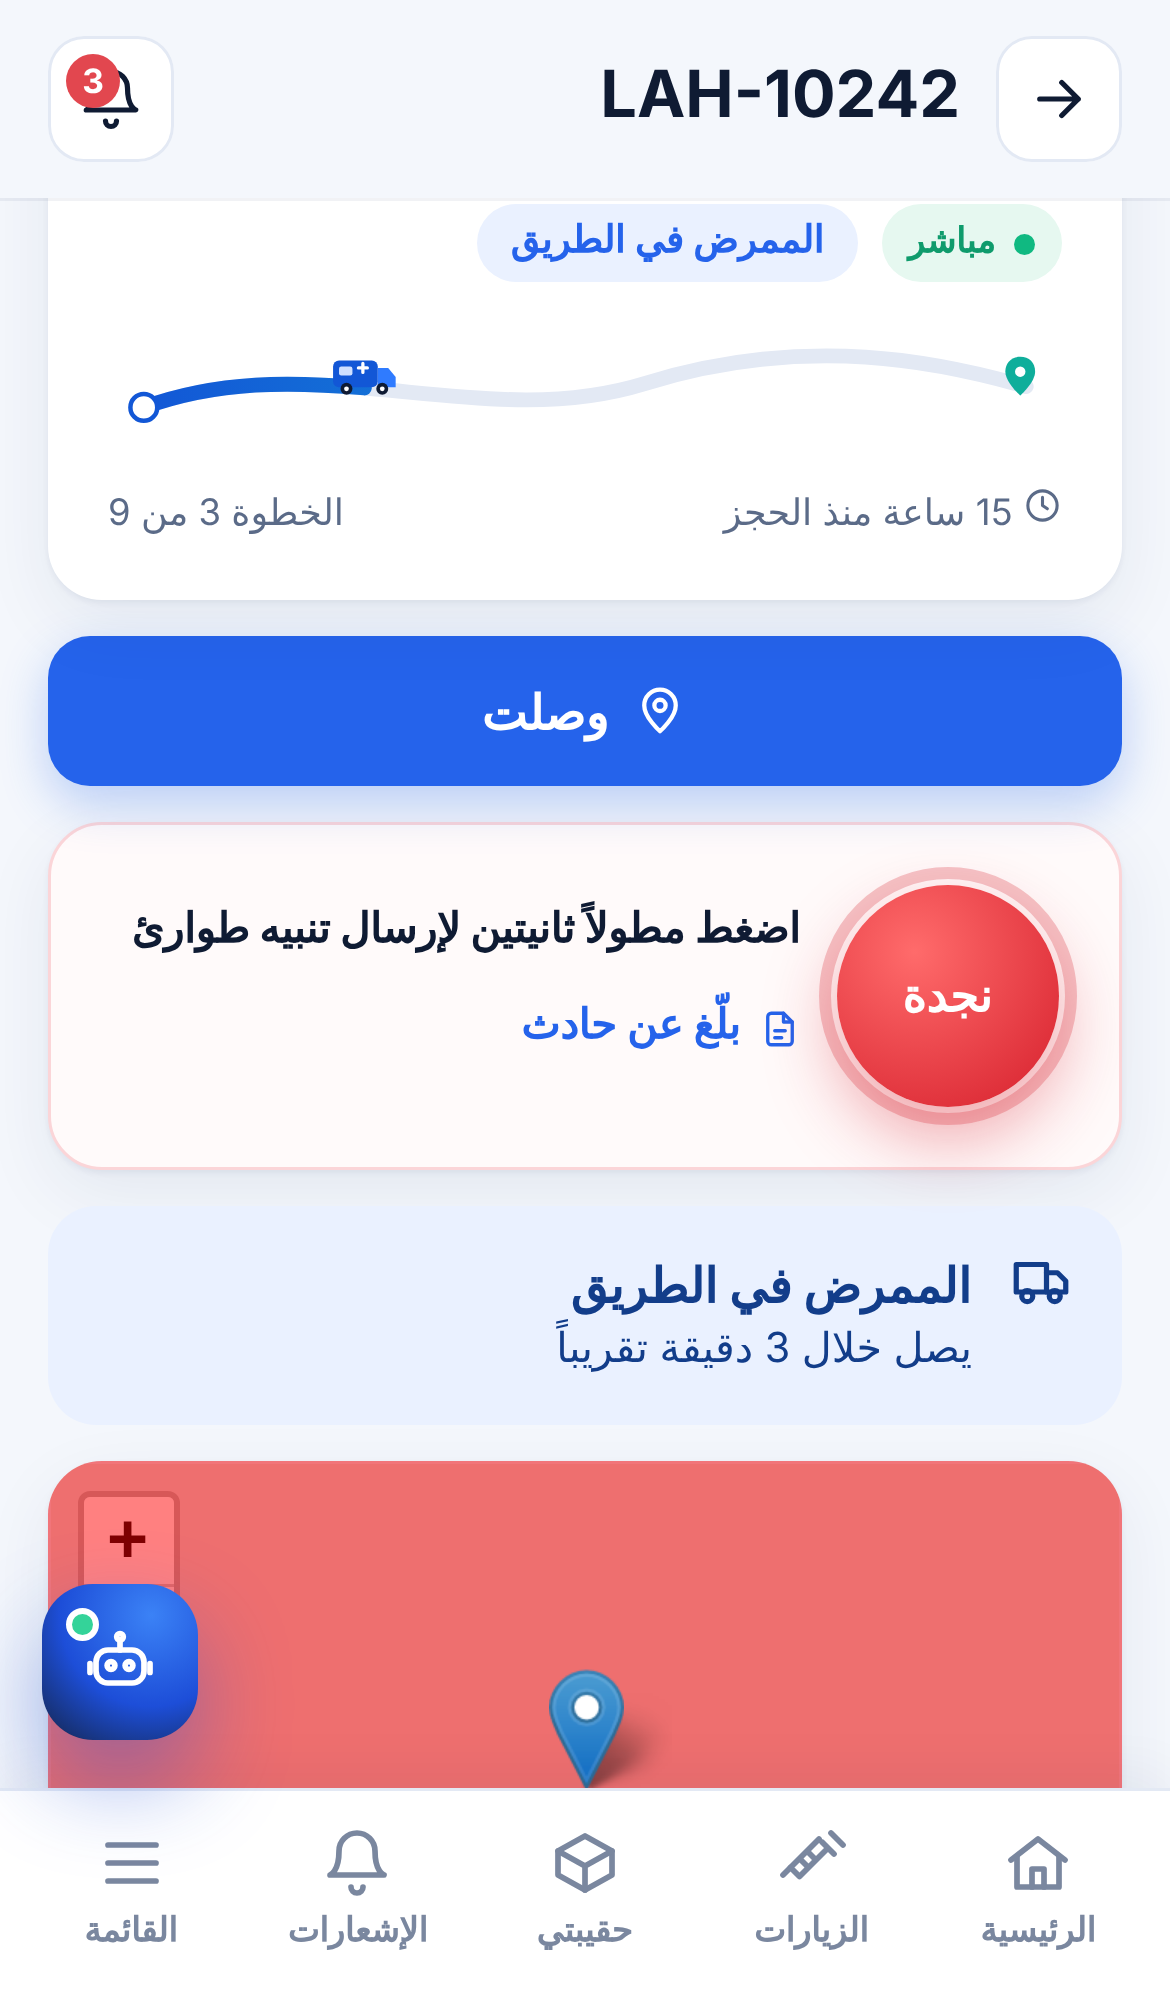 LAH-10242
3
مباشر
الممرض في الطريق
15 ساعة منذ الحجز
الخطوة 3 من 9
وصلت
نجدة
اضغط مطولاً ثانيتين لإرسال تنبيه طوارئ
بلّغ عن حادث
الممرض في الطريق
يصل خلال 3 دقيقة تقريباً
+
الرئيسية
الزيارات
حقيبتي
الإشعارات
القائمة